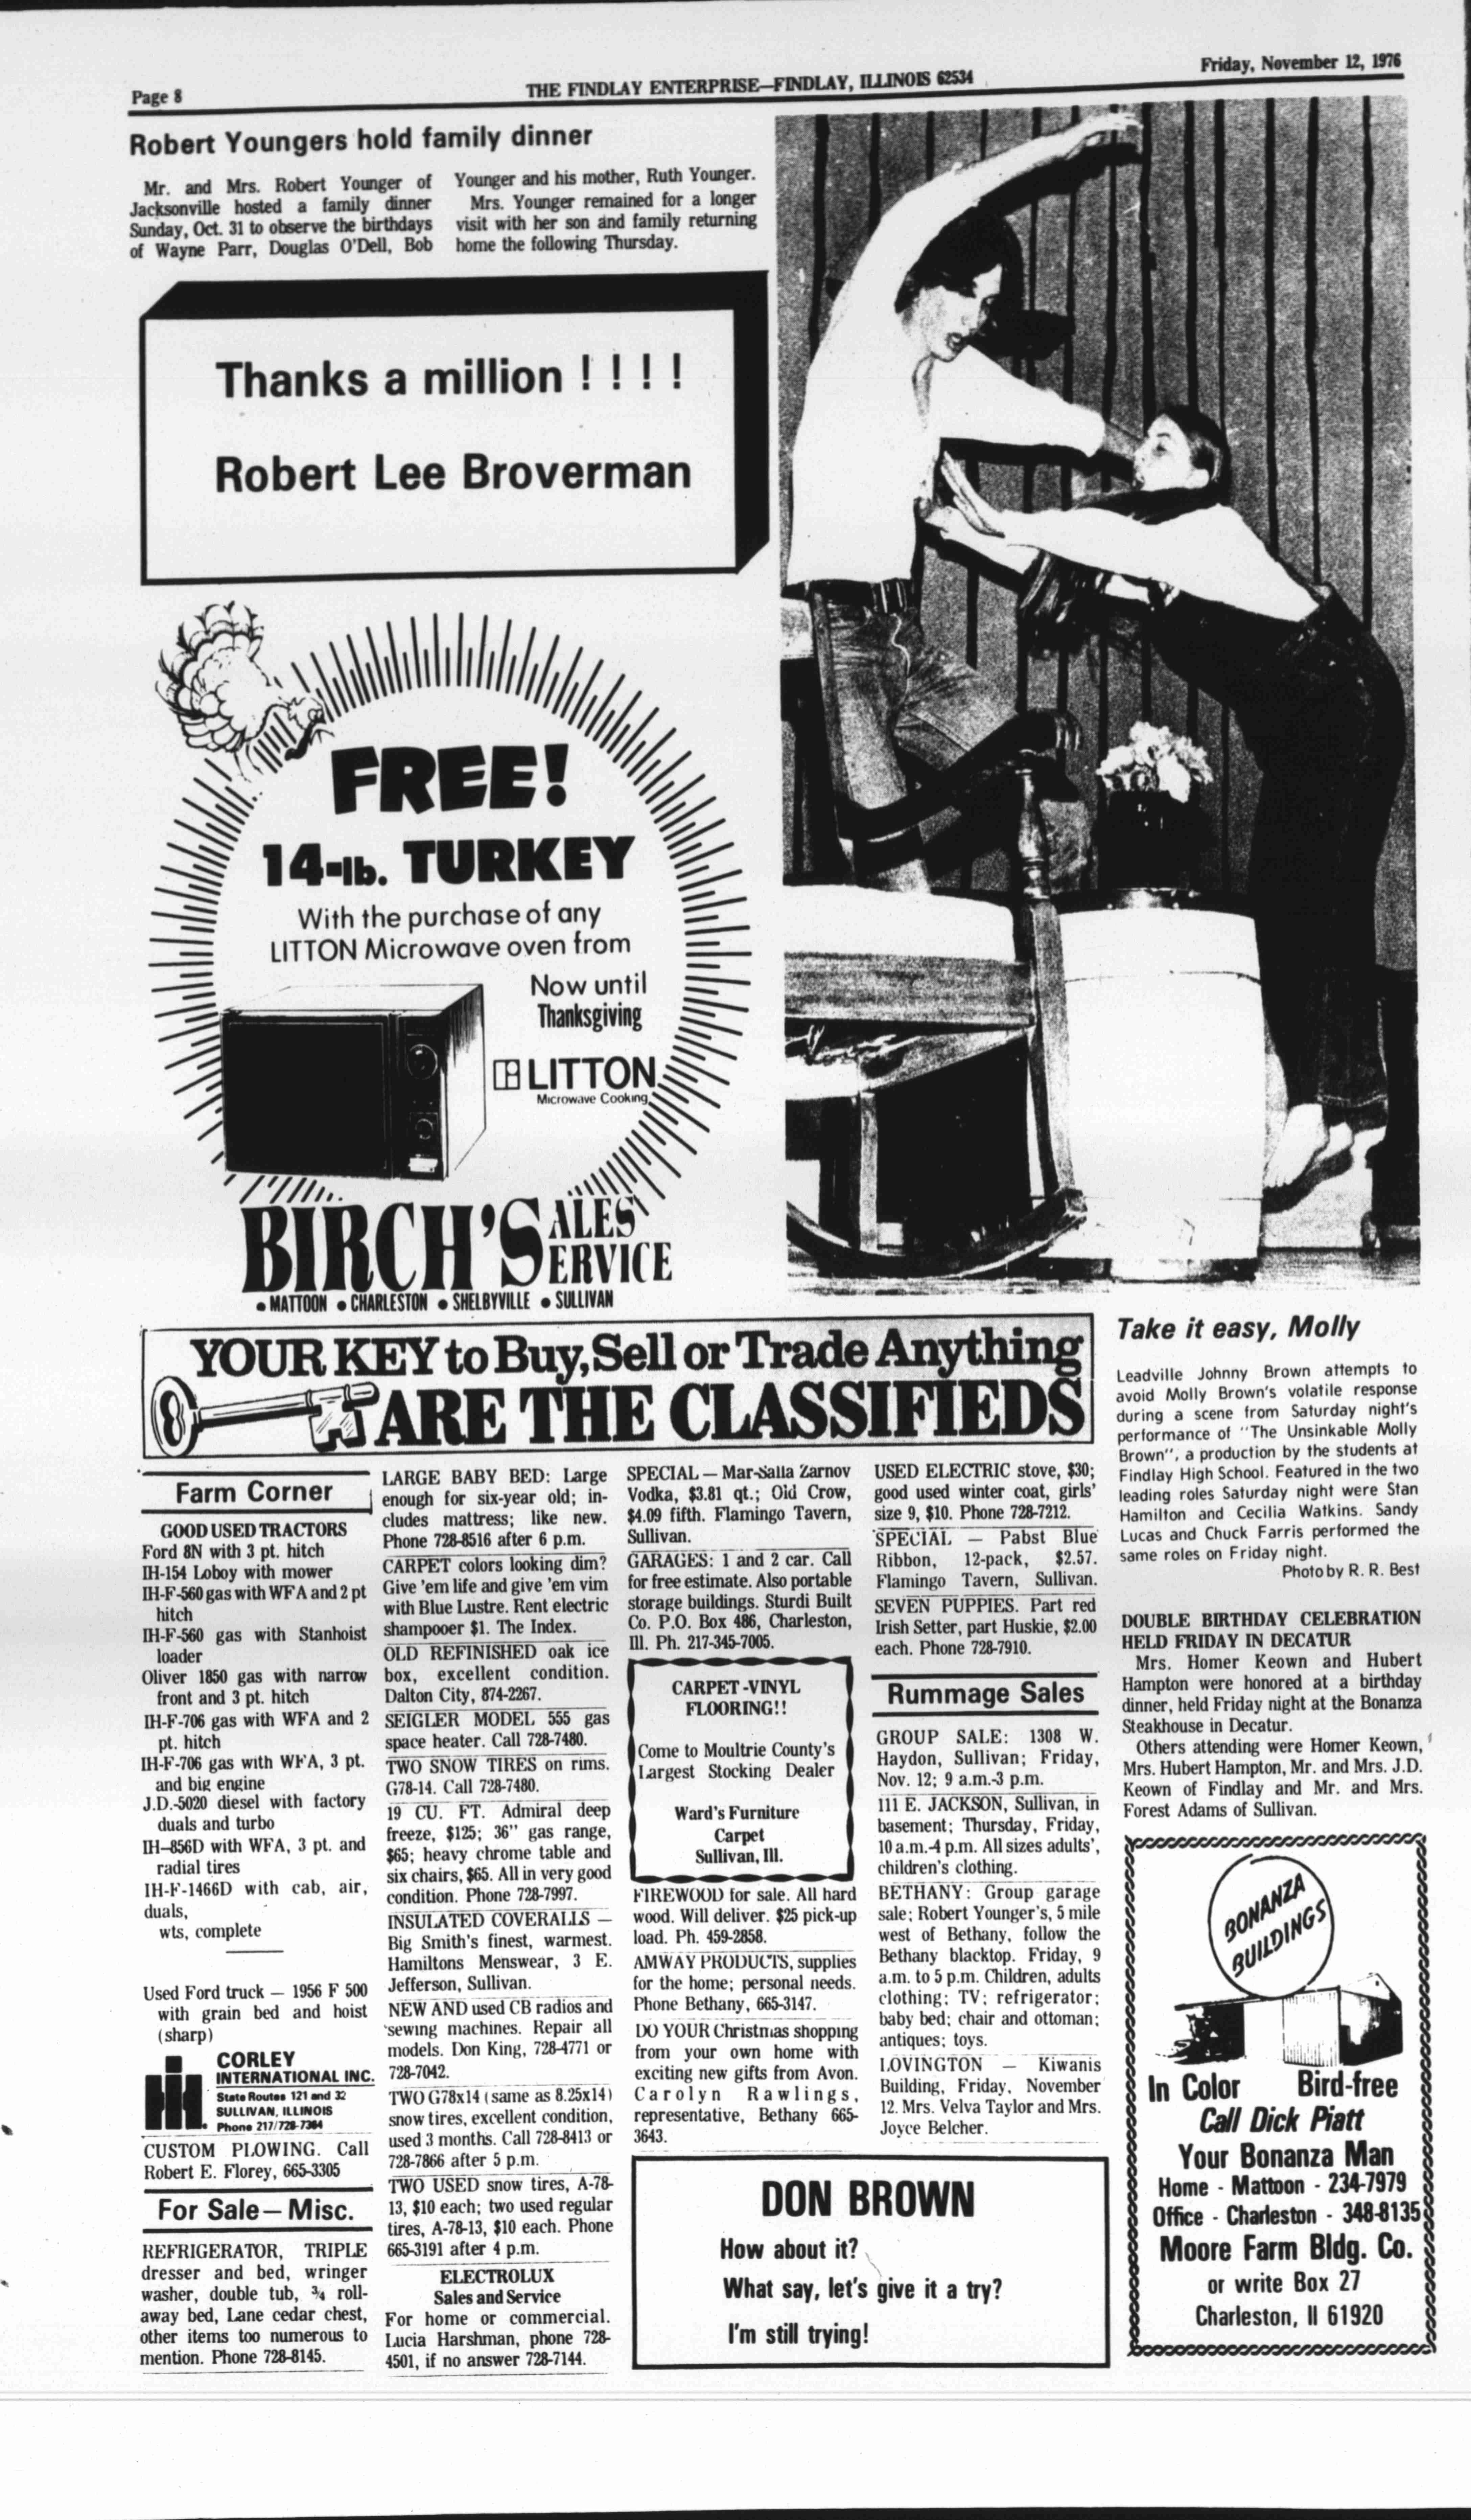 Page 8
THE FINDLAY ENTERPRISE—FINDLAY, ILLINOIS 62534
Friday, November 12, 1976
Robert Youngers hold family dinner
Mr. and Mrs. Robert Younger of
Jacksonville hosted a family dinner
Sunday, Oct. 31 to observe the birthdays
of Wayne Parr, Douglas O'Dell, Bob
Younger and his mother, Ruth Younger.
Mrs. Younger remained for a longer
visit with her son and family returning
home the following Thursday.
Thanks a million ! ! ! !
Robert Lee Broverman
FREE!
14-lb. TURKEY
With the purchase of any
LITTON Microwave oven from
Now until
Thanksgiving
LITTON
Microwave Cooking
BIRCH'S SALES
SERVICE
• MATTOON • CHARLESTON • SHELBYVILLE • SULLIVAN
YOUR KEY to Buy, Sell or Trade Anything
ARE THE CLASSIFIEDS
Farm Corner
GOOD USED TRACTORS
Ford 8N with 3 pt. hitch
IH-154 Loboy with mower
IH-F-560 gas with WFA and 2 pt
hitch
IH-F-560 gas with Stanhoist
loader
Oliver 1850 gas with narrow
front and 3 pt. hitch
IH-F-706 gas with WFA and 2
pt. hitch
IH-F-706 gas with WFA, 3 pt.
and big engine
J.D.-5020 diesel with factory
duals and turbo
IH—856D with WFA, 3 pt. and
radial tires
IH-F-1466D with cab, air,
duals,
wts, complete
Used Ford truck — 1956 F 500
with grain bed and hoist
(sharp)
CORLEY
INTERNATIONAL INC.
State Routes 121 and 32
SULLIVAN, ILLINOIS
Phone 217/728-7364
CUSTOM PLOWING. Call
Robert E. Florey, 665-3305
For Sale— Misc.
REFRIGERATOR, TRIPLE
dresser and bed, wringer
washer, double tub, ¾ roll-
away bed, Lane cedar chest,
other items too numerous to
mention. Phone 728-8145.
LARGE BABY BED: Large
enough for six-year old; in-
cludes mattress; like new.
Phone 728-8516 after 6 p.m.
CARPET colors looking dim?
Give 'em life and give 'em vim
with Blue Lustre. Rent electric
shampooer $1. The Index.
OLD REFINISHED oak ice
box, excellent condition.
Dalton City, 874-2267.
SEIGLER MODEL 555 gas
space heater. Call 728-7480.
TWO SNOW TIRES on rims.
G78-14. Call 728-7480.
19 CU. FT. Admiral deep
freeze, $125; 36" gas range,
$65; heavy chrome table and
six chairs, $65. All in very good
condition. Phone 728-7997.
INSULATED COVERALLS —
Big Smith's finest, warmest.
Hamiltons Menswear, 3 E.
Jefferson, Sullivan.
NEW AND used CB radios and
sewing machines. Repair all
models. Don King, 728-4771 or
728-7042.
TWO G78x14 (same as 8.25x14)
snow tires, excellent condition,
used 3 months. Call 728-8413 or
728-7866 after 5 p.m.
TWO USED snow tires, A-78-
13, $10 each; two used regular
tires, A-78-13, $10 each. Phone
665-3191 after 4 p.m.
ELECTROLUX
Sales and Service
For home or commercial.
Lucia Harshman, phone 728-
4501, if no answer 728-7144.
SPECIAL — Mar-Salla Zarnov
Vodka, $3.81 qt.; Old Crow,
$4.09 fifth. Flamingo Tavern,
Sullivan.
GARAGES: 1 and 2 car. Call
for free estimate. Also portable
storage buildings. Sturdi Built
Co. P.O. Box 486, Charleston,
Ill. Ph. 217-345-7005.
CARPET -VINYL
FLOORING!!
Come to Moultrie County's
Largest Stocking Dealer
Ward's Furniture
Carpet
Sullivan, Ill.
FIREWOOD for sale. All hard
wood. Will deliver. $25 pick-up
load. Ph. 459-2858.
AMWAY PRODUCTS, supplies
for the home; personal needs.
Phone Bethany, 665-3147.
DO YOUR Christmas shopping
from your own home with
exciting new gifts from Avon.
Carolyn Rawlings,
representative, Bethany 665-
3643.
USED ELECTRIC stove, $30;
good used winter coat, girls'
size 9, $10. Phone 728-7212.
SPECIAL — Pabst Blue
Ribbon, 12-pack, $2.57.
Flamingo Tavern, Sullivan.
SEVEN PUPPIES. Part red
Irish Setter, part Huskie, $2.00
each. Phone 728-7910.
Rummage Sales
GROUP SALE: 1308 W.
Haydon, Sullivan; Friday,
Nov. 12; 9 a.m.-3 p.m.
111 E. JACKSON, Sullivan, in
basement; Thursday, Friday,
10 a.m.-4 p.m. All sizes adults',
children's clothing.
BETHANY: Group garage
sale; Robert Younger's, 5 mile
west of Bethany, follow the
Bethany blacktop. Friday, 9
a.m. to 5 p.m. Children, adults
clothing; TV; refrigerator;
baby bed; chair and ottoman;
antiques; toys.
LOVINGTON — Kiwanis
Building, Friday, November
12. Mrs. Velva Taylor and Mrs.
Joyce Belcher.
DON BROWN
How about it?
What say, let's give it a try?
I'm still trying!
Take it easy, Molly
Leadville Johnny Brown attempts to
avoid Molly Brown's volatile response
during a scene from Saturday night's
performance of "The Unsinkable Molly
Brown", a production by the students at
Findlay High School. Featured in the two
leading roles Saturday night were Stan
Hamilton and Cecilia Watkins. Sandy
Lucas and Chuck Farris performed the
same roles on Friday night.
Photo by R. R. Best
DOUBLE BIRTHDAY CELEBRATION
HELD FRIDAY IN DECATUR
Mrs. Homer Keown and Hubert
Hampton were honored at a birthday
dinner, held Friday night at the Bonanza
Steakhouse in Decatur.
Others attending were Homer Keown,
Mrs. Hubert Hampton, Mr. and Mrs. J.D.
Keown of Findlay and Mr. and Mrs.
Forest Adams of Sullivan.
BONANZA
BUILDINGS
In Color Bird-free
Call Dick Piatt
Your Bonanza Man
Home - Mattoon - 234-7979
Office - Charleston - 348-8135
Moore Farm Bldg. Co.
or write Box 27
Charleston, Il 61920